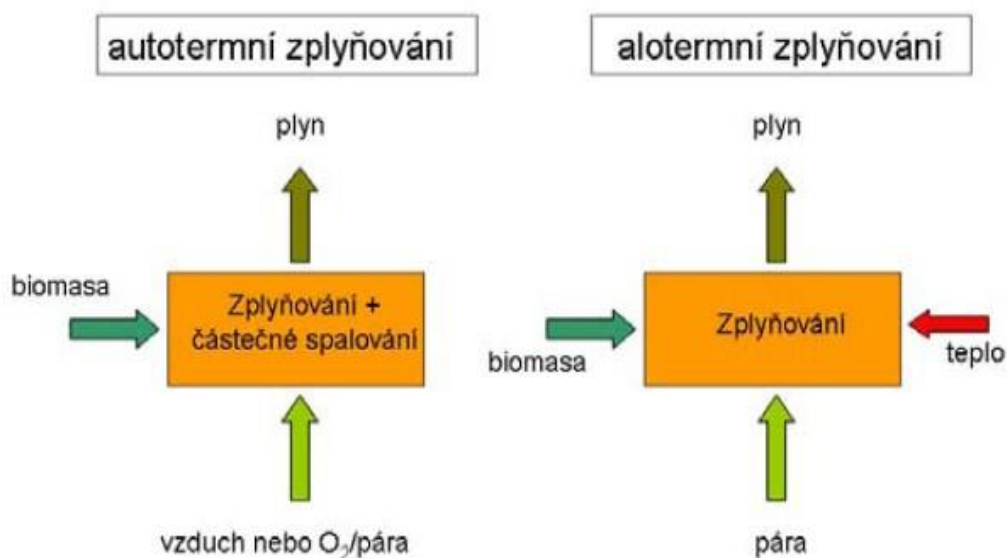 autotermní zplyňování
plyn
biomasa
Zplyňování +
částečné spalování
vzduch nebo O₂/pára
alotermní zplyňování
plyn
biomasa
Zplyňování
teplo
pára